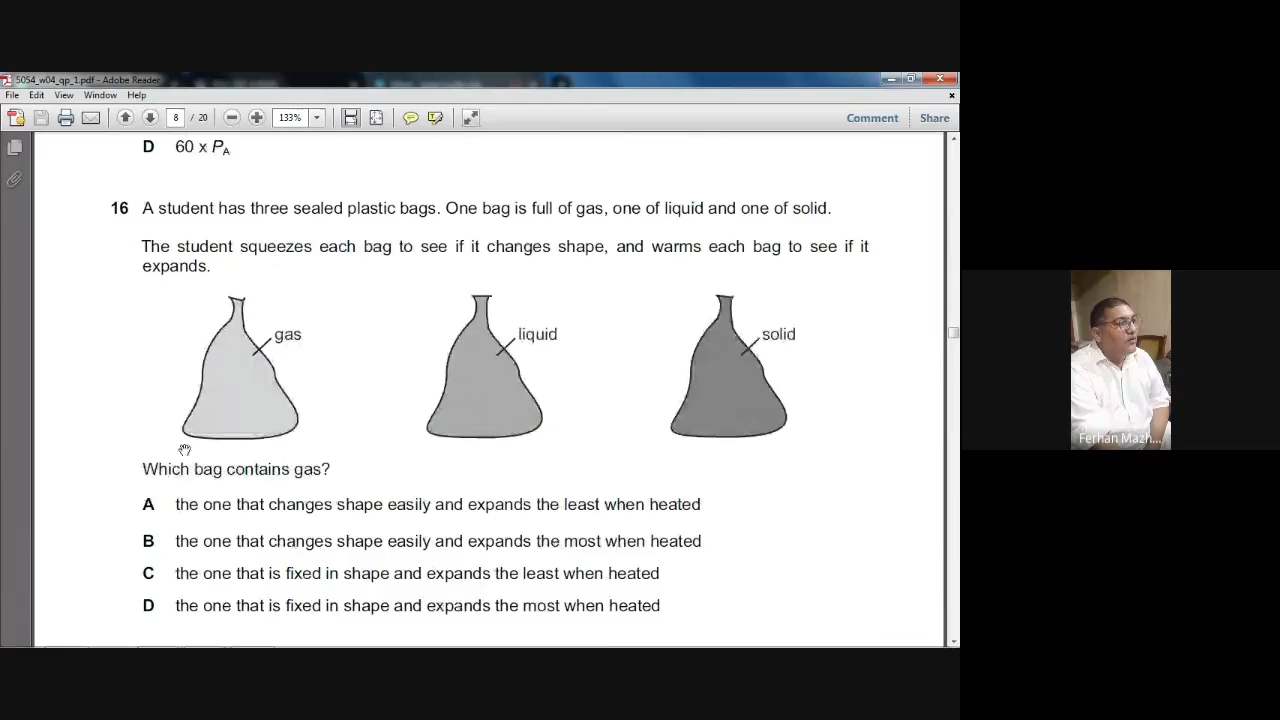 5054_w04_qp_1.pdf - Adobe Reader
File Edit View Window Help
8 / 20 133% Comment Share
D 60 x PA
16 A student has three sealed plastic bags. One bag is full of gas, one of liquid and one of solid.
The student squeezes each bag to see if it changes shape, and warms each bag to see if it
expands.
gas liquid solid
Which bag contains gas?
A the one that changes shape easily and expands the least when heated
B the one that changes shape easily and expands the most when heated
C the one that is fixed in shape and expands the least when heated
D the one that is fixed in shape and expands the most when heated
Ferhan Mazh...